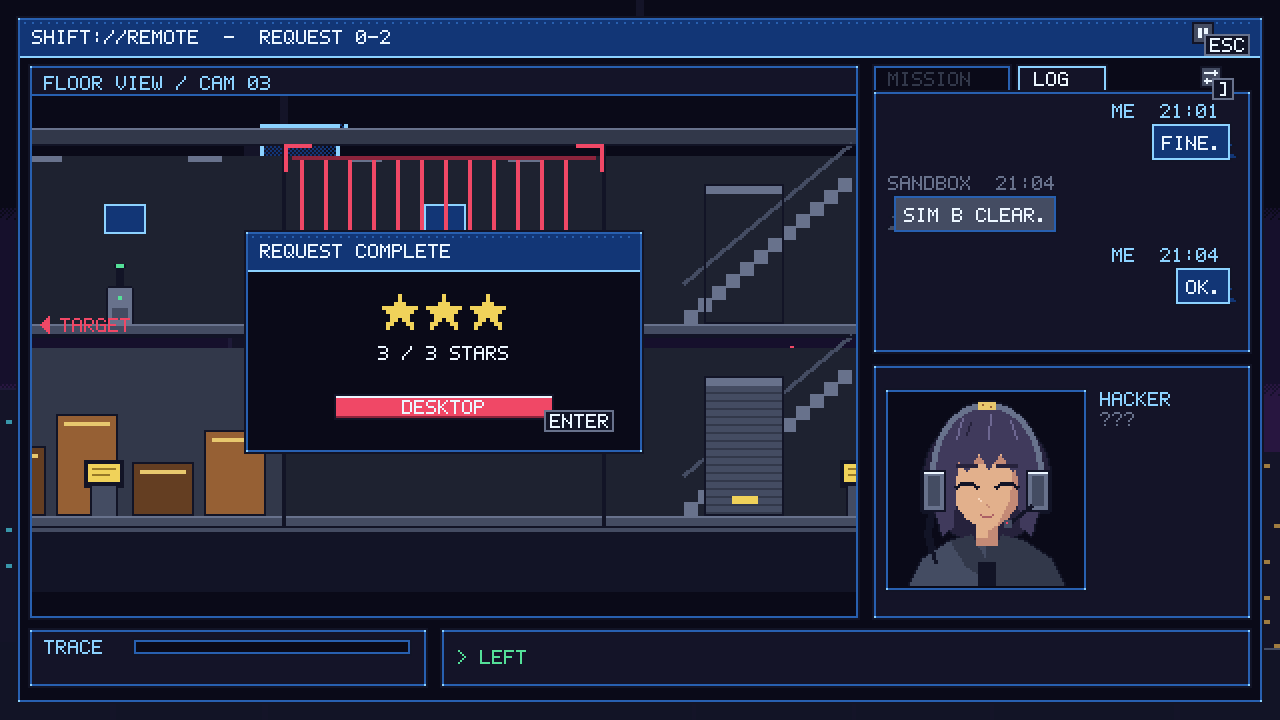 SHIFT://REMOTE - REQUEST 0-2
ESC
FLOOR VIEW / CAM 03
MISSION
LOG
]
ME 21:01
FINE.
SANDBOX 21:04
SIM B CLEAR.
ME 21:04
OK.
REQUEST COMPLETE
3 / 3 STARS
DESKTOP
ENTER
TARGET
HACKER
???
TRACE
> LEFT